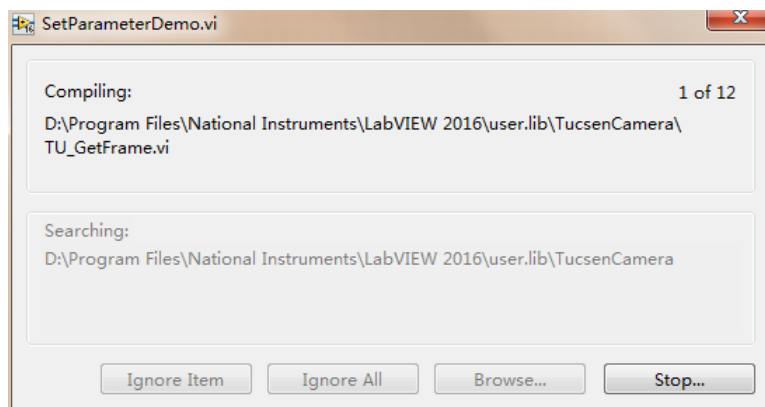 SetParameterDemo.vi
Compiling: 1 of 12
D:\Program Files\National Instruments\LabVIEW 2016\user.lib\TucsenCamera\
TU_GetFrame.vi
Searching:
D:\Program Files\National Instruments\LabVIEW 2016\user.lib\TucsenCamera
Ignore Item Ignore All Browse... Stop...